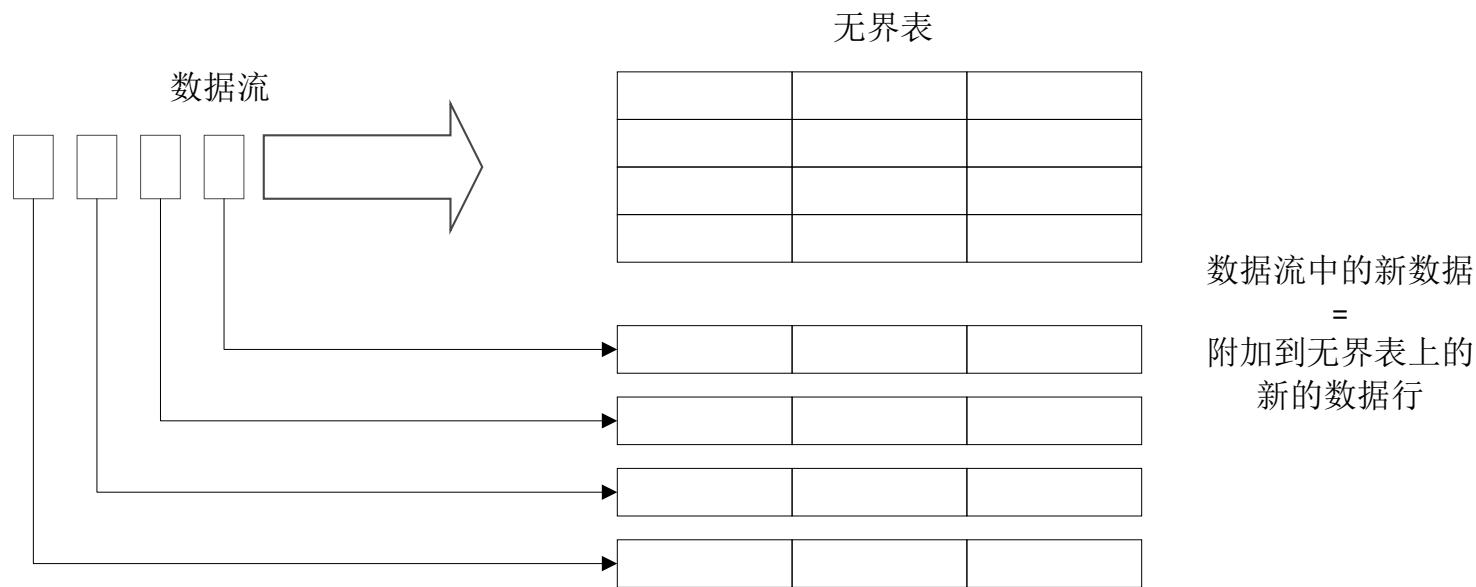 无界表
数据流
数据流中的新数据
=
附加到无界表上的
新的数据行